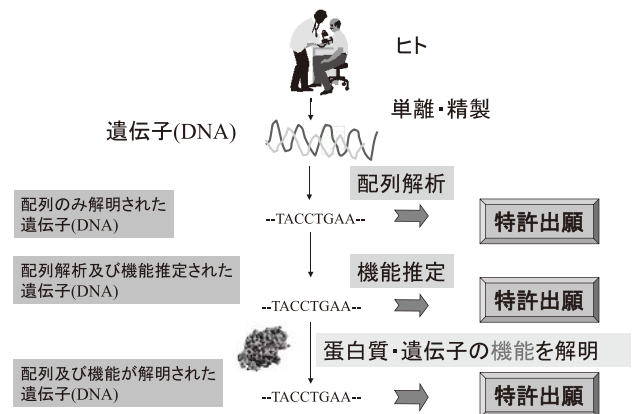 ヒト
単離・精製
遺伝子(DNA)
配列解析
配列のみ解明された
遺伝子(DNA)
--TACCTGAA--
特許出願
配列解析及び機能推定された
遺伝子(DNA)
機能推定
--TACCTGAA--
特許出願
蛋白質・遺伝子の機能を解明
配列及び機能が解明された
遺伝子(DNA)
--TACCTGAA--
特許出願